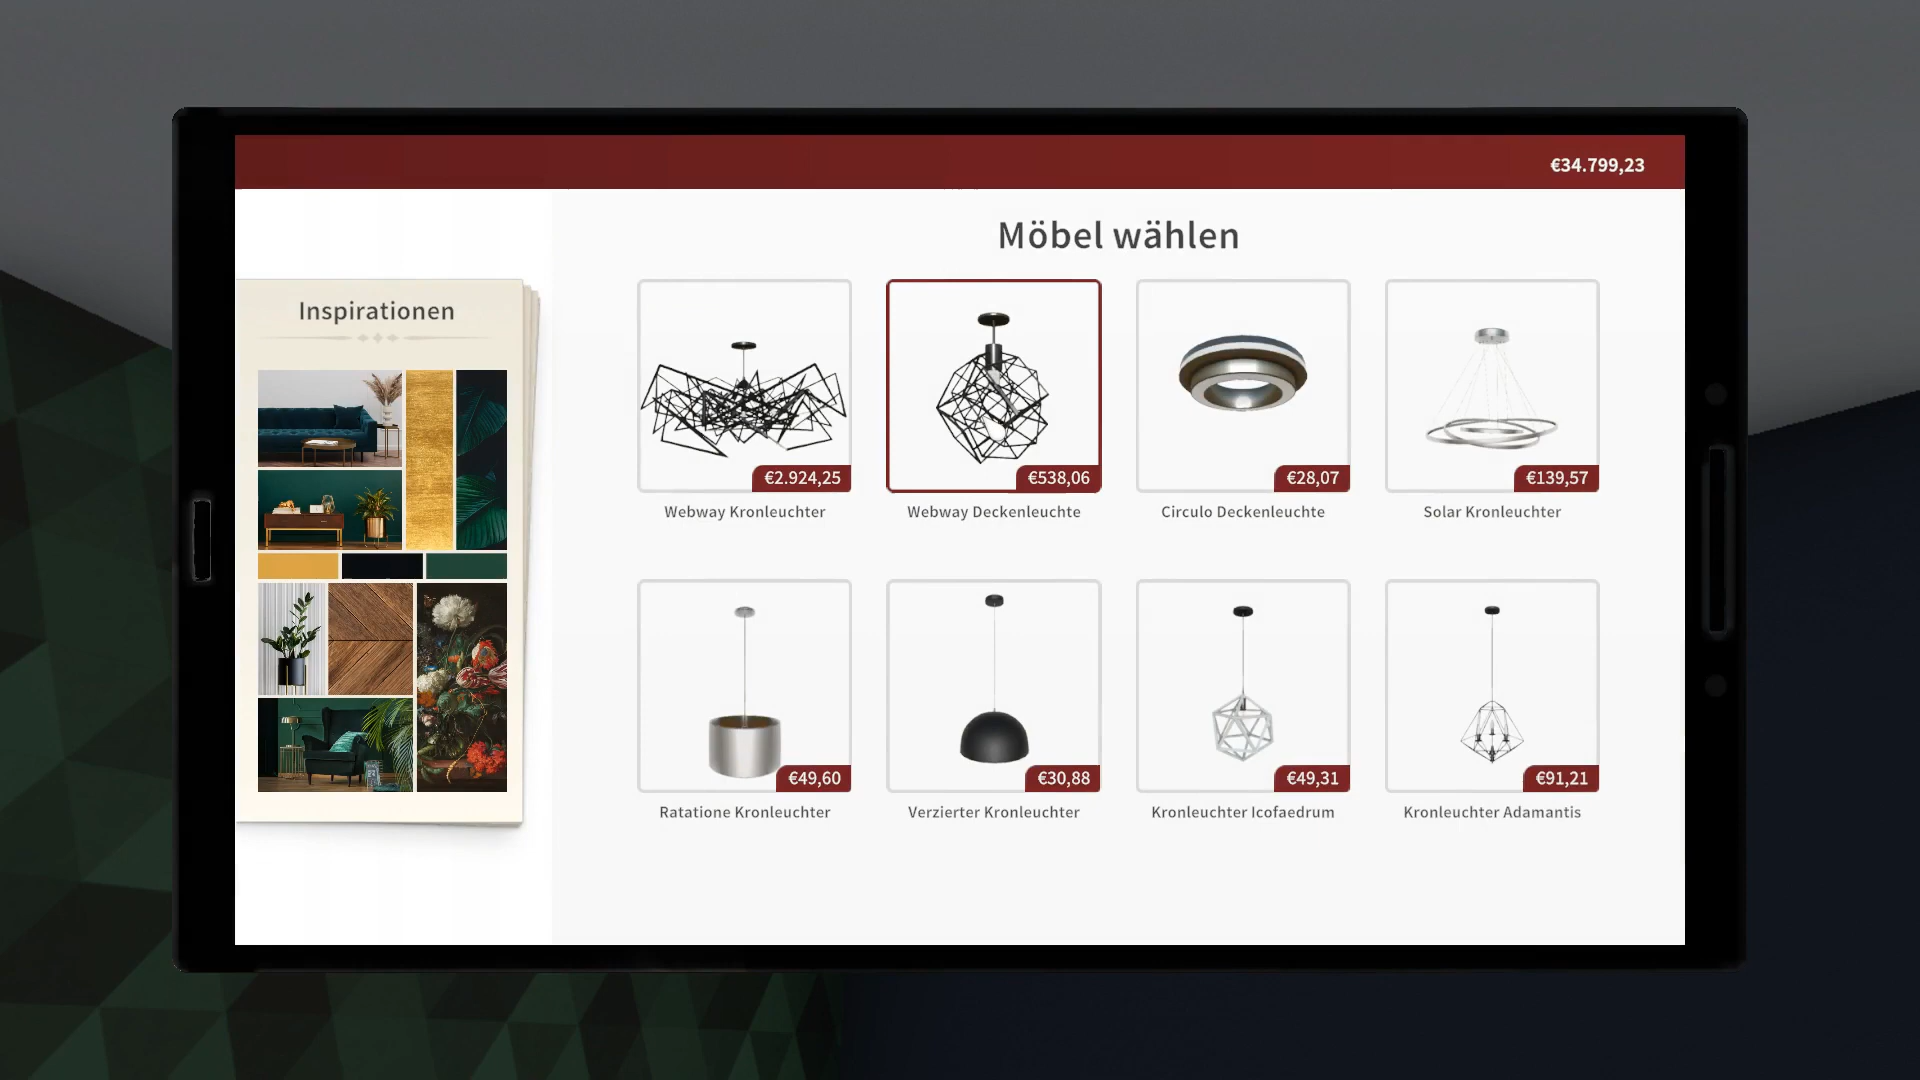 €34.799,23
Möbel wählen
Inspirationen
€2.924,25
€538,06
€28,07
€139,57
Webway Kronleuchter
Webway Deckenleuchte
Circulo Deckenleuchte
Solar Kronleuchter
€49,60
€30,88
€49,31
€91,21
Ratatione Kronleuchter
Verzierter Kronleuchter
Kronleuchter Icofaedrum
Kronleuchter Adamantis